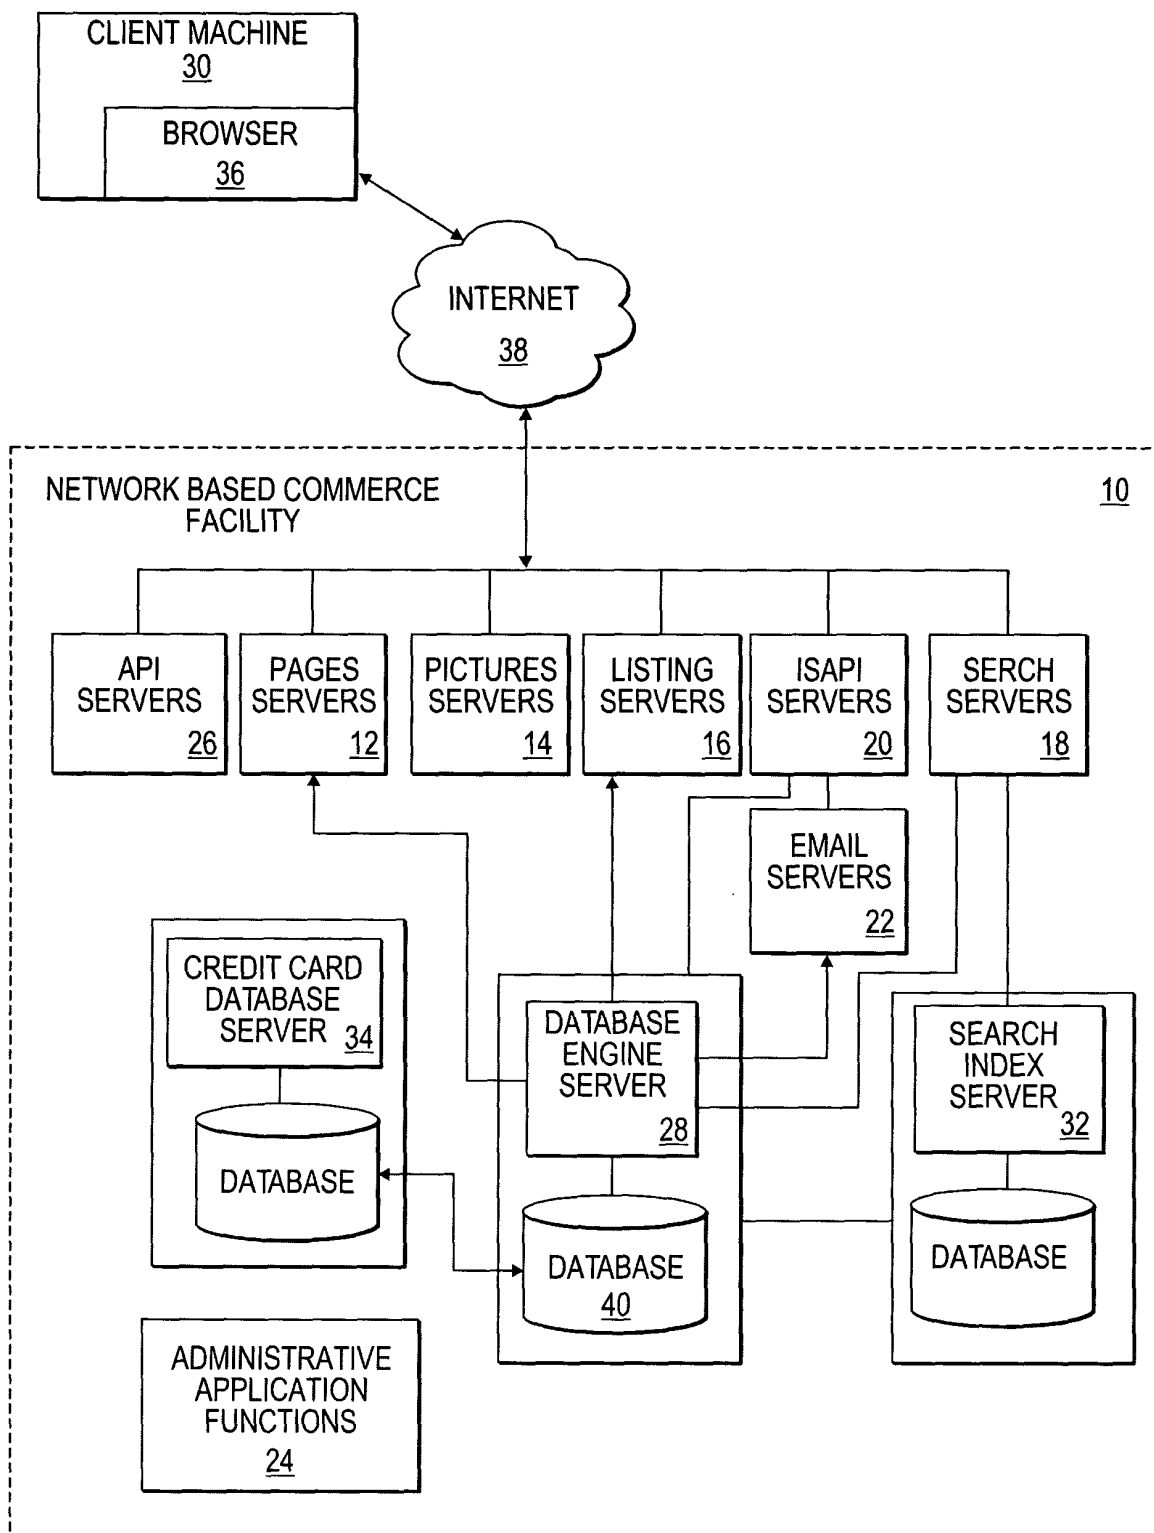 CLIENT MACHINE
30
BROWSER
36
INTERNET
38
NETWORK BASED COMMERCE
FACILITY
10
API
SERVERS
26
PAGES
SERVERS
12
PICTURES
SERVERS
14
LISTING
SERVERS
16
ISAPI
SERVERS
20
SERCH
SERVERS
18
EMAIL
SERVERS
22
CREDIT CARD
DATABASE
SERVER
34
DATABASE
DATABASE
ENGINE
SERVER
28
DATABASE
40
SEARCH
INDEX
SERVER
32
DATABASE
ADMINISTRATIVE
APPLICATION
FUNCTIONS
24